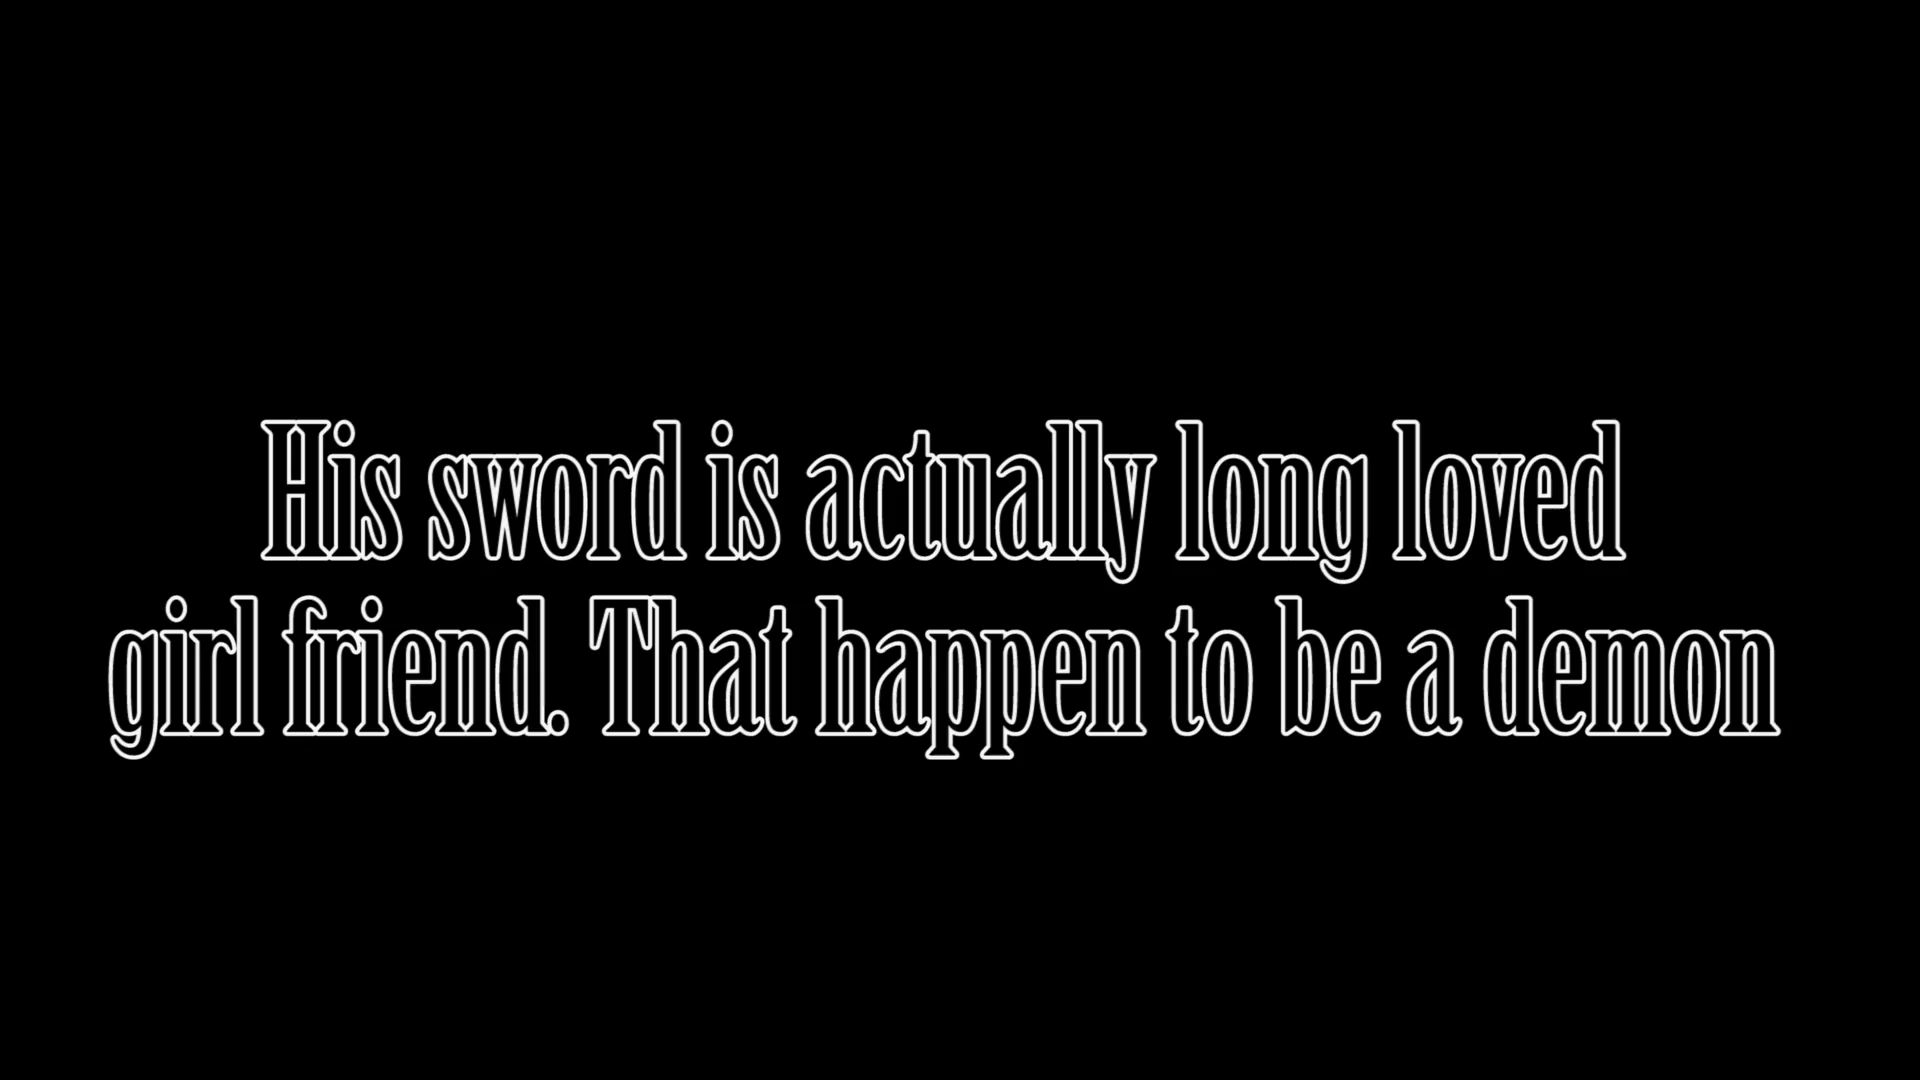 His sword is actually long loved
girl friend. That happen to be a demon